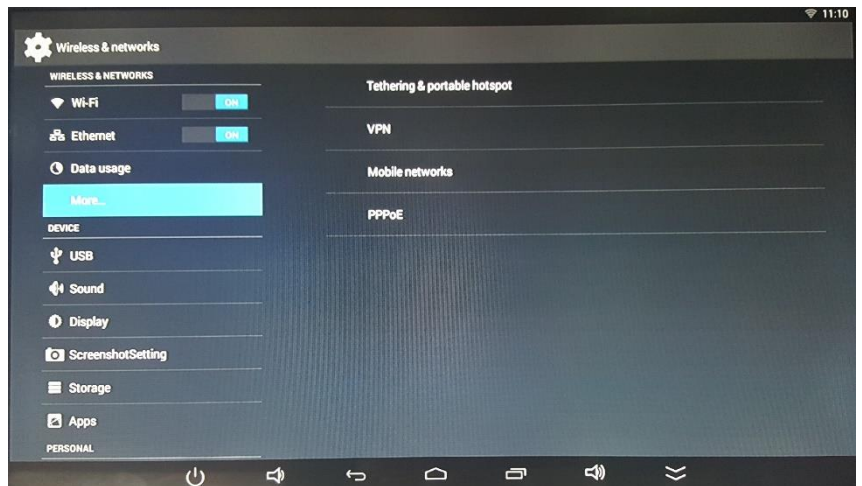 11:10
Wireless & networks
WIRELESS & NETWORKS
Wi-Fi ON
Ethernet ON
Data usage
More...
DEVICE
USB
Sound
Display
ScreenshotSetting
Storage
Apps
PERSONAL
Tethering & portable hotspot
VPN
Mobile networks
PPPoE